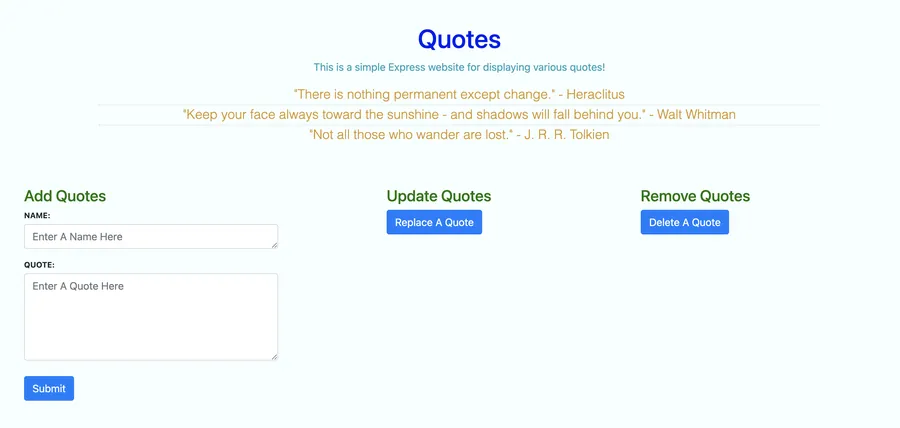 Quotes
This is a simple Express website for displaying various quotes!
"There is nothing permanent except change." - Heraclitus
"Keep your face always toward the sunshine - and shadows will fall behind you." - Walt Whitman
"Not all those who wander are lost." - J. R. R. Tolkien
Add Quotes
NAME:
Enter A Name Here
QUOTE:
Enter A Quote Here
Submit
Update Quotes
Replace A Quote
Remove Quotes
Delete A Quote